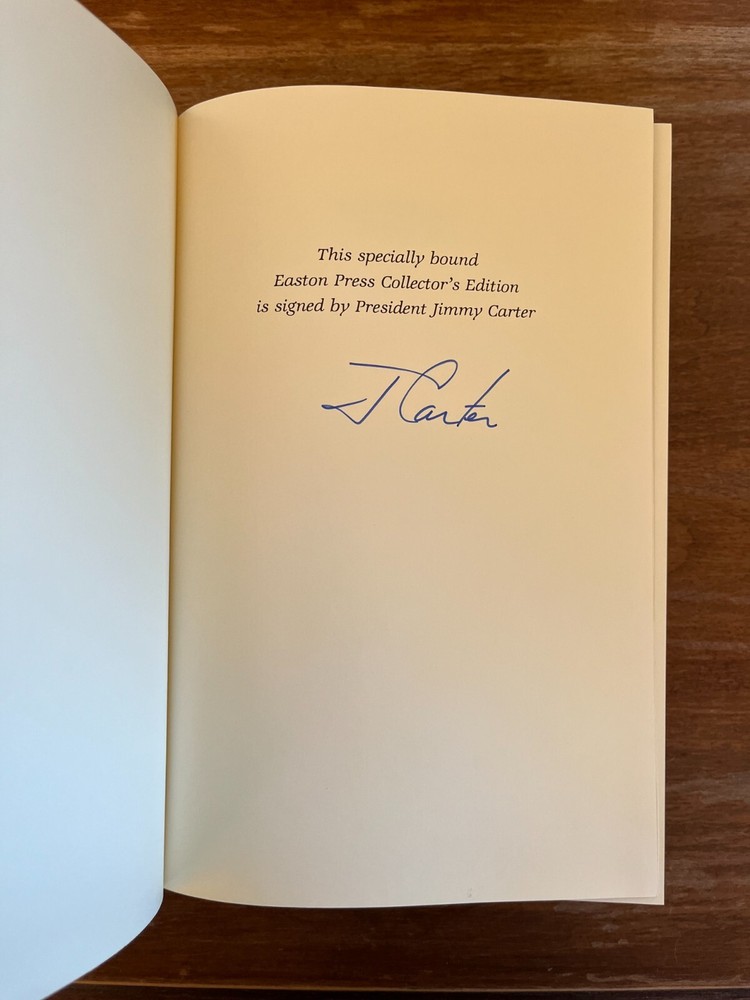 This specially bound
Easton Press Collector's Edition
is signed by President Jimmy Carter
J Carter